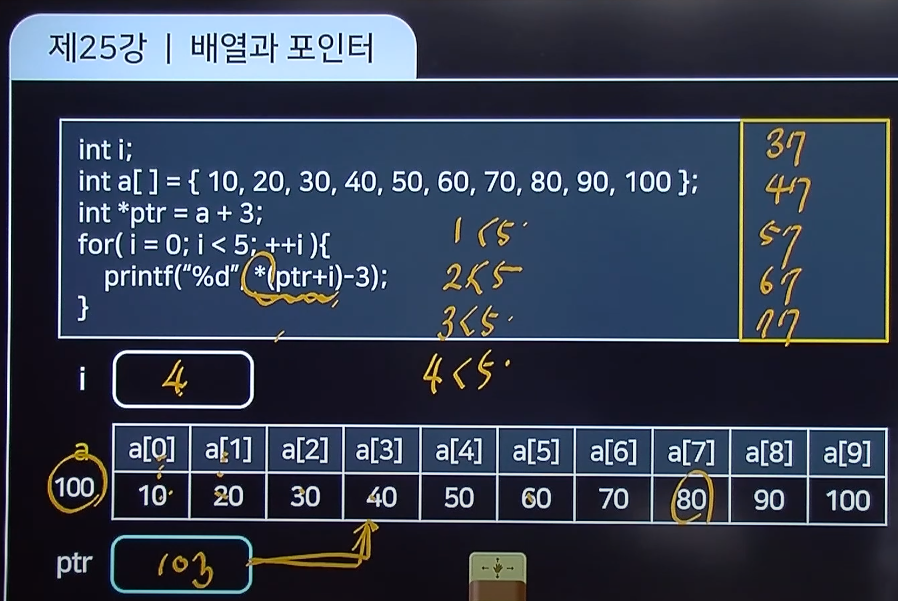 제25강 | 배열과 포인터
int i;
int a[ ] = { 10, 20, 30, 40, 50, 60, 70, 80, 90, 100 };
int *ptr = a + 3;
for( i = 0; i < 5; ++i ){
printf("%d", *(ptr+i)-3);
}
1<5
2<5
3<5
4<5
37
47
57
67
77
i 4
a[0] a[1] a[2] a[3] a[4] a[5] a[6] a[7] a[8] a[9]
a
100 10 20 30 40 50 60 70 80 90 100
ptr 103